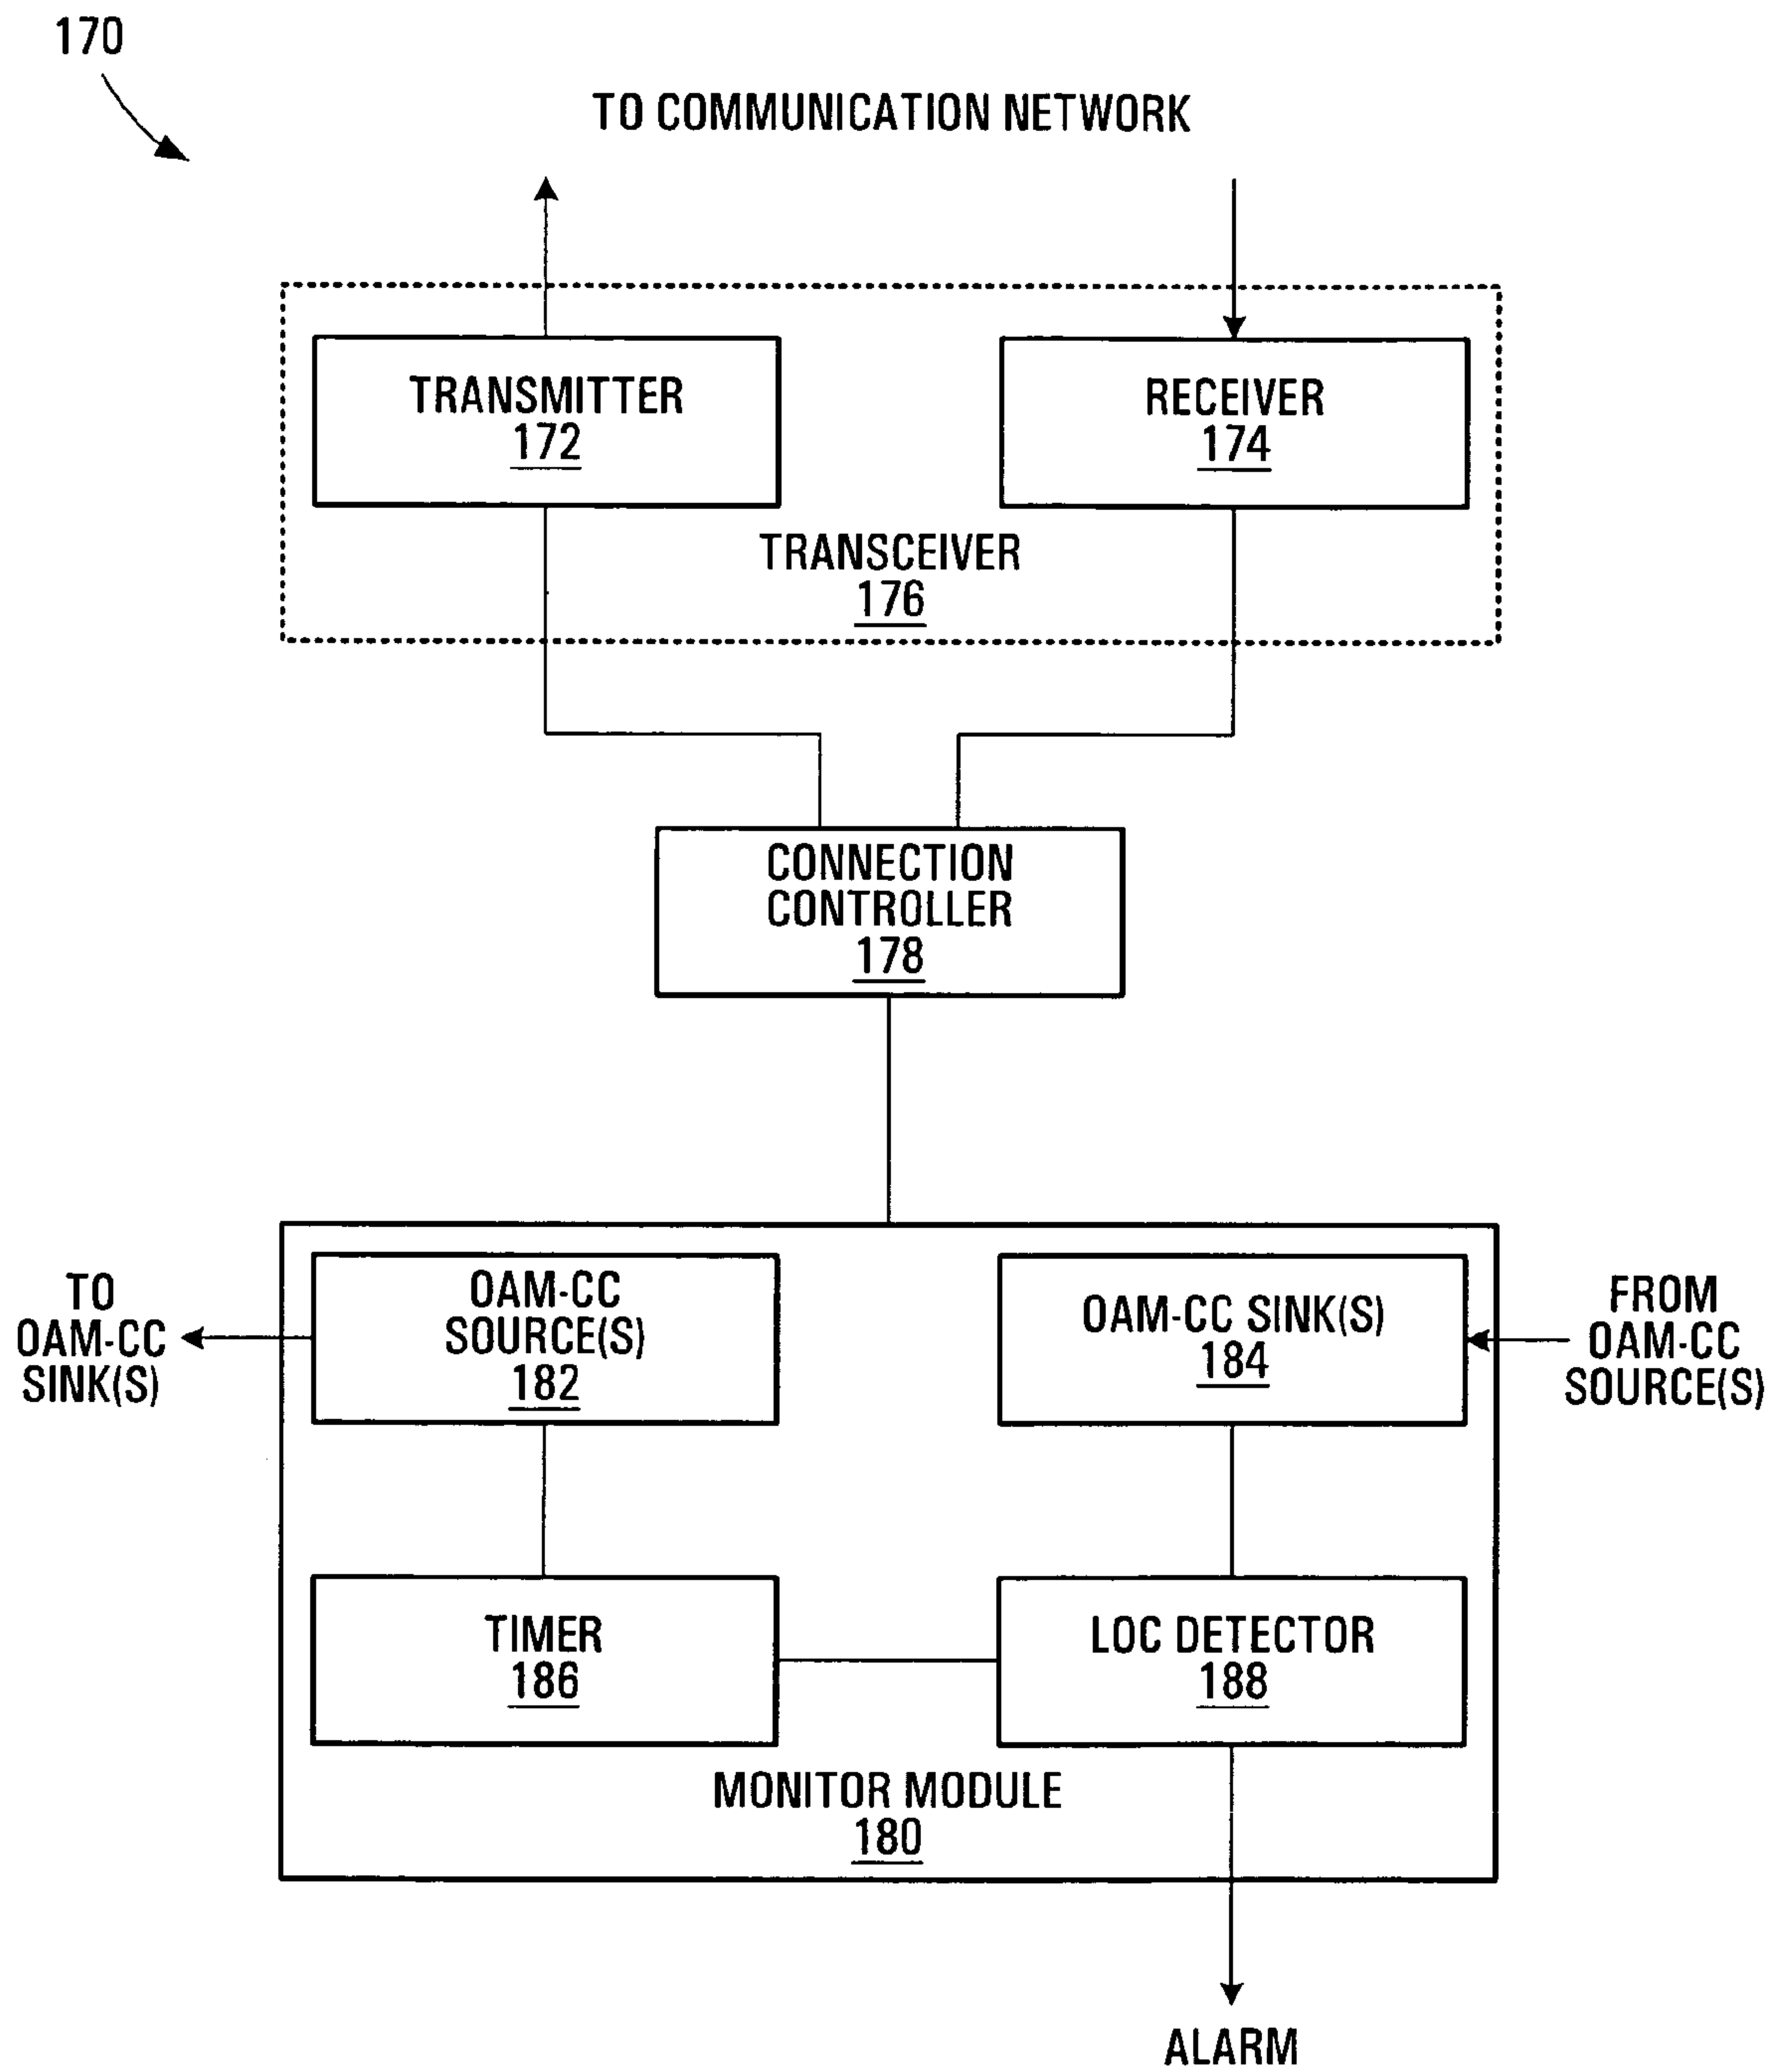 170
TO COMMUNICATION NETWORK
TRANSMITTER
172
RECEIVER
174
TRANSCEIVER
176
CONNECTION
CONTROLLER
178
TO
OAM-CC
SINK(S)
OAM-CC
SOURCE(S)
182
OAM-CC SINK(S)
184
FROM
OAM-CC
SOURCE(S)
TIMER
186
LOC DETECTOR
188
MONITOR MODULE
180
ALARM